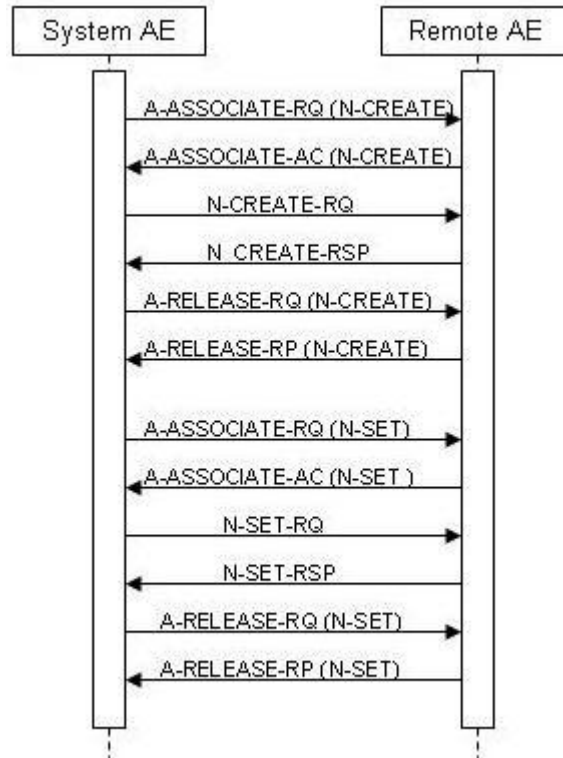 System AE
Remote AE
A-ASSOCIATE-RQ (N-CREATE)
A-ASSOCIATE-AC (N-CREATE)
N-CREATE-RQ
N CREATE-RSP
A-RELEASE-RQ (N-CREATE)
A-RELEASE-RP (N-CREATE)
A-ASSOCIATE-RQ (N-SET)
A-ASSOCIATE-AC (N-SET )
N-SET-RQ
N-SET-RSP
A-RELEASE-RQ (N-SET)
A-RELEASE-RP (N-SET)